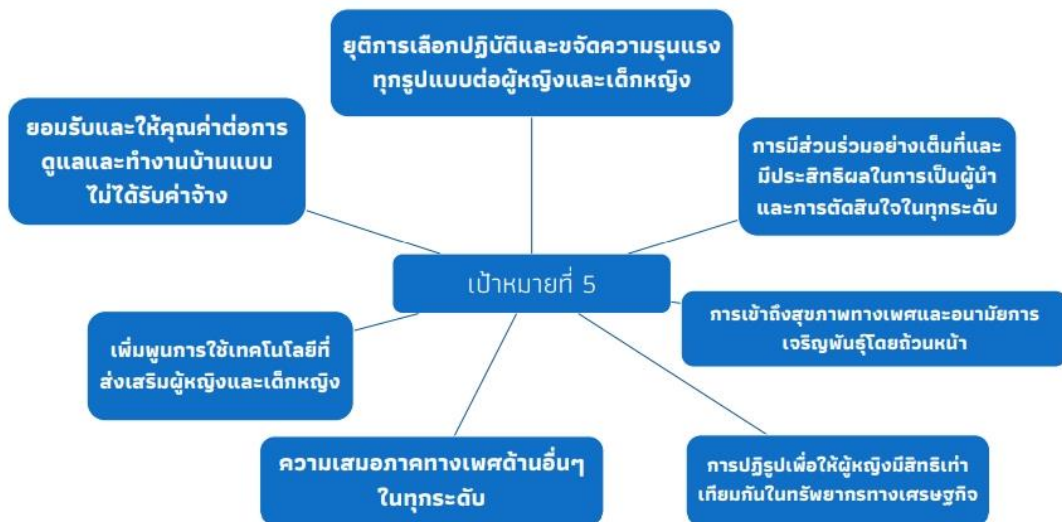 ยุติการเลือกปฏิบัติและขจัดความรุนแรง
ทุกรูปแบบต่อผู้หญิงและเด็กหญิง
ยอมรับและให้คุณค่าต่อการ
ดูแลและทำงานบ้านแบบ
ไม่ได้รับค่าจ้าง
การมีส่วนร่วมอย่างเต็มที่และ
มีประสิทธิผลในการเป็นผู้นำ
และการตัดสินใจในทุกระดับ
เป้าหมายที่ 5
การเข้าถึงสุขภาพทางเพศและอนามัยการ
เจริญพันธุ์โดยถ้วนหน้า
เพิ่มพูนการใช้เทคโนโลยีที่
ส่งเสริมผู้หญิงและเด็กหญิง
ความเสมอภาคทางเพศด้านอื่นๆ
ในทุกระดับ
การปฏิรูปเพื่อให้ผู้หญิงมีสิทธิเท่า
เทียมกันในทรัพยากรทางเศรษฐกิจ